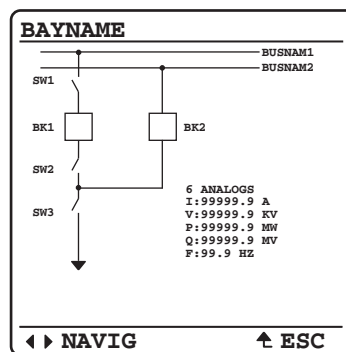 BAYNAME
BUSNAM1
BUSNAM2
SW1
BK1
BK2
SW2
SW3
6 ANALOGS
I:99999.9 A
V:99999.9 KV
P:99999.9 MW
Q:99999.9 MV
F:99.9 HZ
NAVIG
ESC